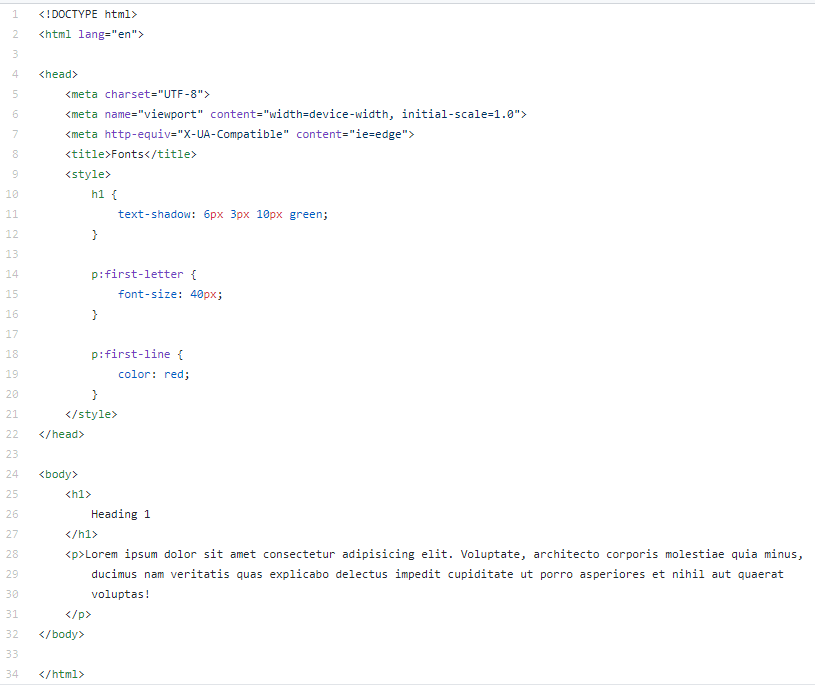 1 <!DOCTYPE html>
2 <html lang="en">
3
4 <head>
5     <meta charset="UTF-8">
6     <meta name="viewport" content="width=device-width, initial-scale=1.0">
7     <meta http-equiv="X-UA-Compatible" content="ie=edge">
8     <title>Fonts</title>
9     <style>
10         h1 {
11             text-shadow: 6px 3px 10px green;
12         }
13
14         p:first-letter {
15             font-size: 40px;
16         }
17
18         p:first-line {
19             color: red;
20         }
21     </style>
22 </head>
23
24 <body>
25     <h1>
26         Heading 1
27     </h1>
28     <p>Lorem ipsum dolor sit amet consectetur adipisicing elit. Voluptate, architecto corporis molestiae quia minus,
29         ducimus nam veritatis quas explicabo delectus impedit cupiditate ut porro asperiores et nihil aut quaerat
30         voluptas!
31     </p>
32 </body>
33
34 </html>